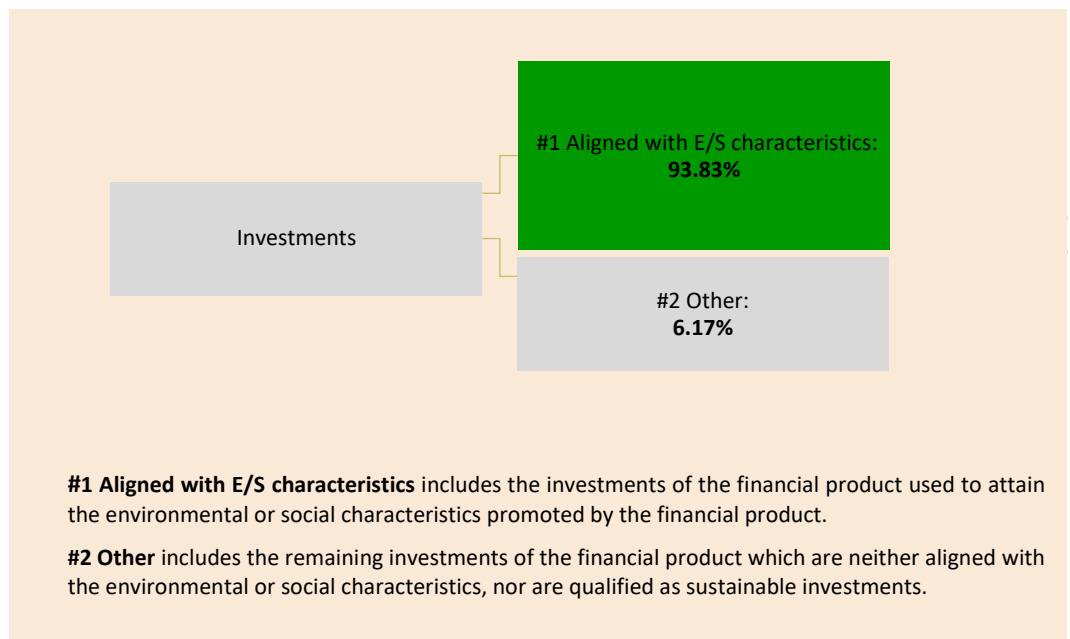 #1 Aligned with E/S characteristics:
93.83%
Investments
#2 Other:
6.17%
#1 Aligned with E/S characteristics includes the investments of the financial product used to attain
the environmental or social characteristics promoted by the financial product.
#2 Other includes the remaining investments of the financial product which are neither aligned with
the environmental or social characteristics, nor are qualified as sustainable investments.